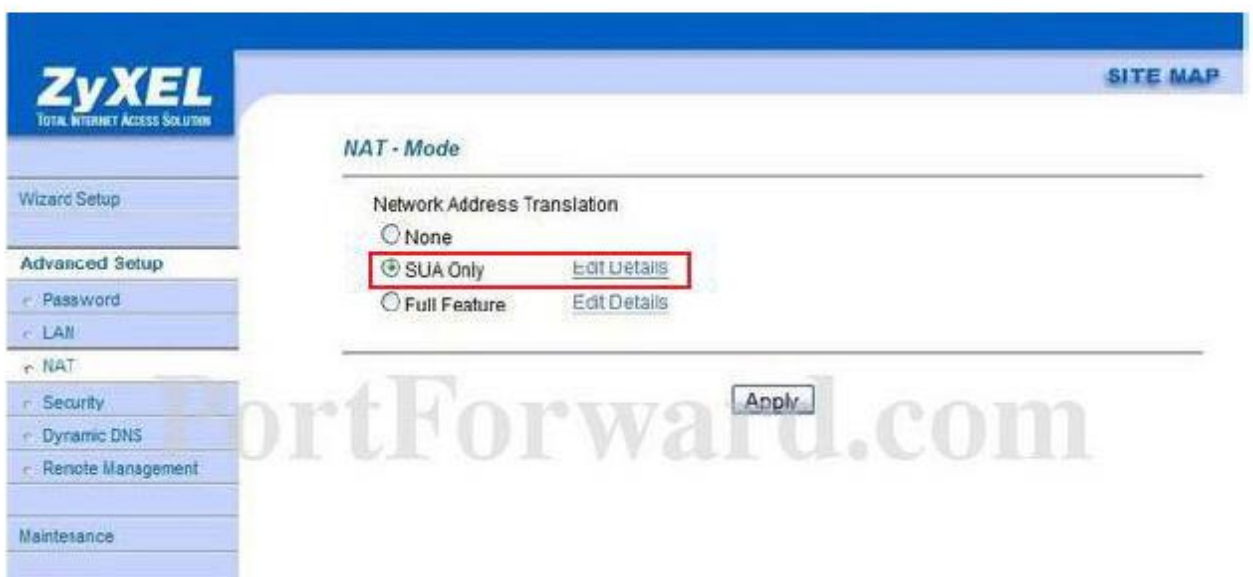 ZyXEL
TOTAL INTERNET ACCESS SOLUTION
SITE MAP
NAT - Mode
Wizard Setup
Network Address Translation
None
Advanced Setup
SUA Only Edit Details
Password
Full Feature Edit Details
LAN
NAT
Security
Apply
PortForward.com
Dynamic DNS
Remote Management
Maintenance